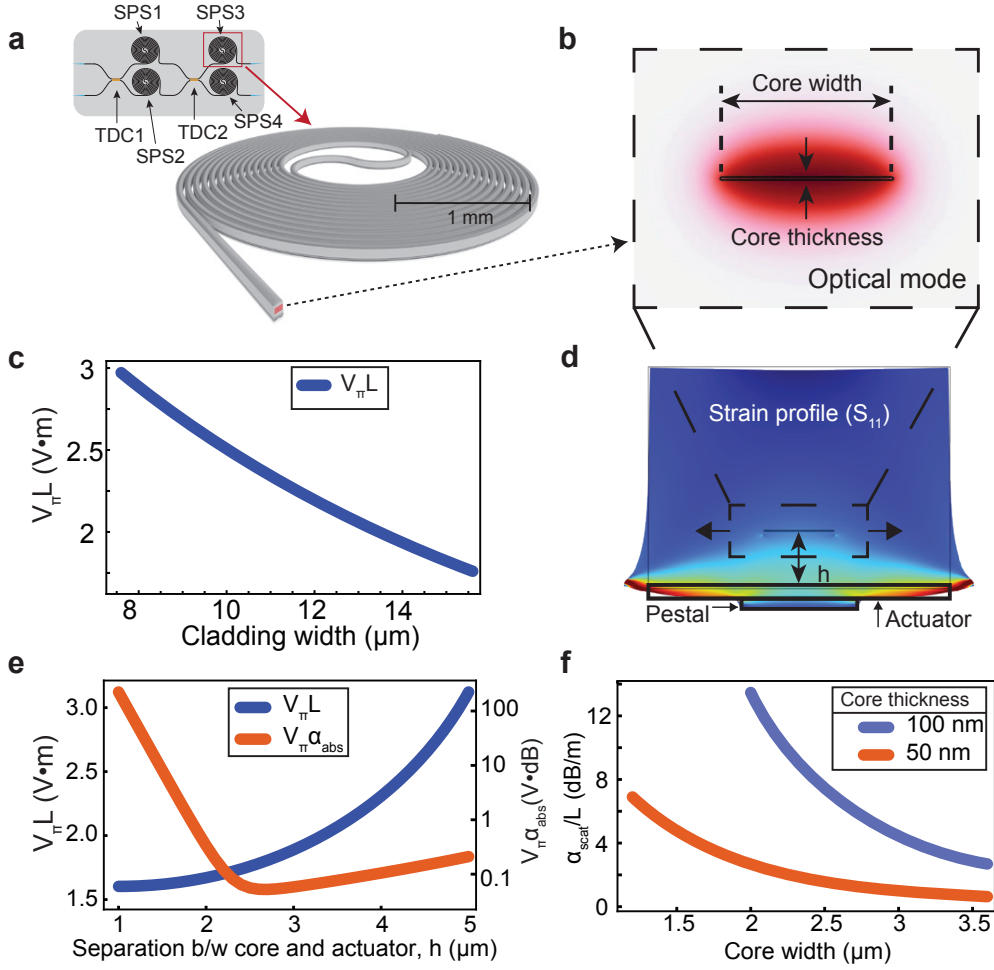 a
SPS1
SPS3
TDC1
SPS2
TDC2
SPS4
1 mm
b
Core width
Core thickness
Optical mode
c
VπL
VπL (V•m)
3
2.5
2
8
10
12
14
Cladding width (μm)
d
Strain profile (S₁₁)
h
Pestal
Actuator
e
VπL
Vπαabs
VπL (V•m)
3.0
2.5
2.0
1.5
100
10
1
0.1
Vπαabs(V•dB)
1
2
3
4
5
Separation b/w core and actuator, h (μm)
f
Core thickness
100 nm
50 nm
αscat/L (dB/m)
12
8
4
0
1.5
2
2.5
3
3.5
Core width (μm)